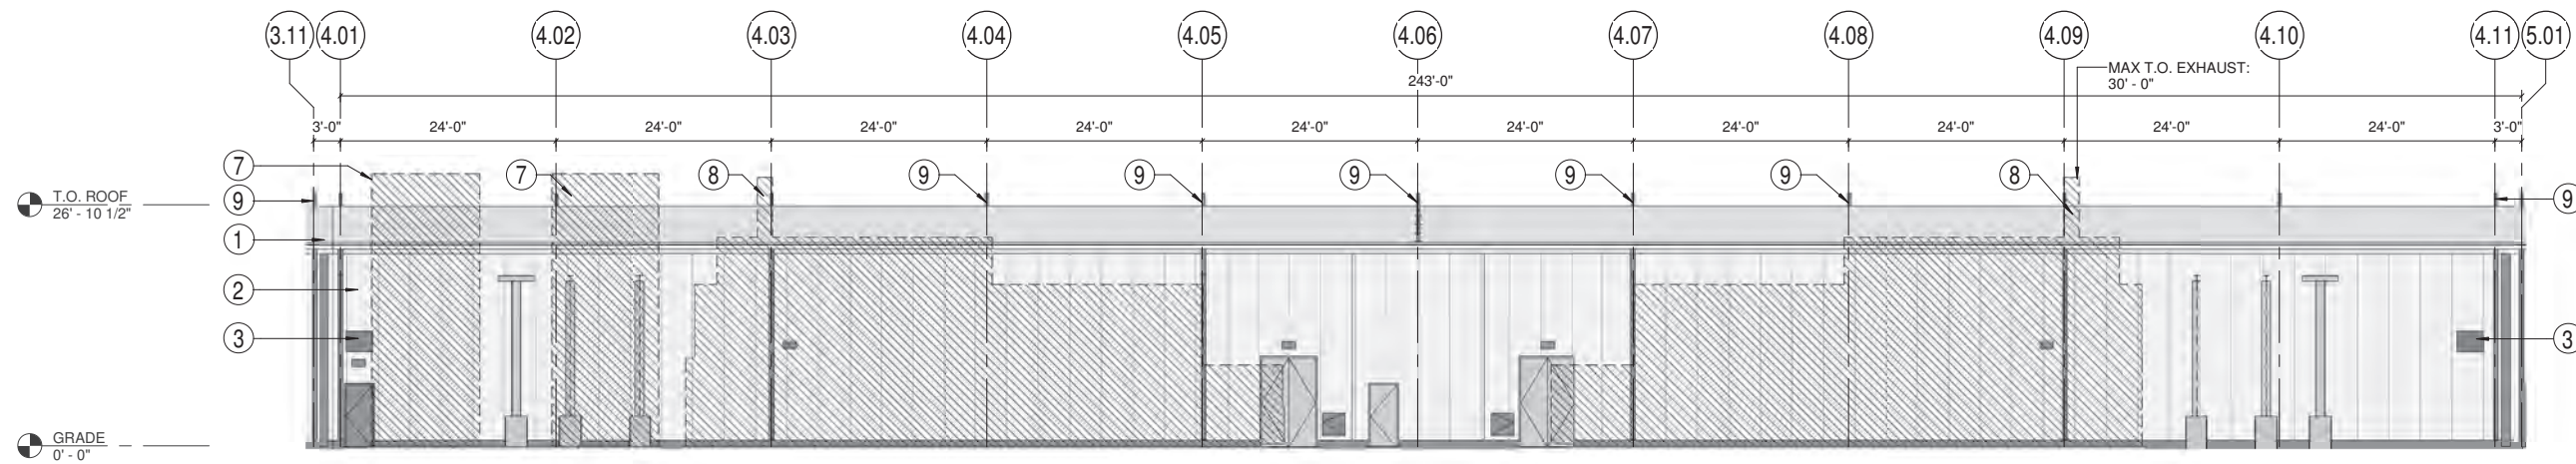 3.11 4.01 4.02 4.03 4.04 4.05 4.06 4.07 4.08 4.09 4.10 4.11 5.01
MAX T.O. EXHAUST:
30' - 0"
243'-0"
3'-0" 24'-0" 24'-0" 24'-0" 24'-0" 24'-0" 24'-0" 24'-0" 24'-0" 24'-0" 24'-0" 3'-0"
7 7 8 9 9 9 9 9 8
T.O. ROOF
26' - 10 1/2"
9 9
1
2
3 3
GRADE
0' - 0"